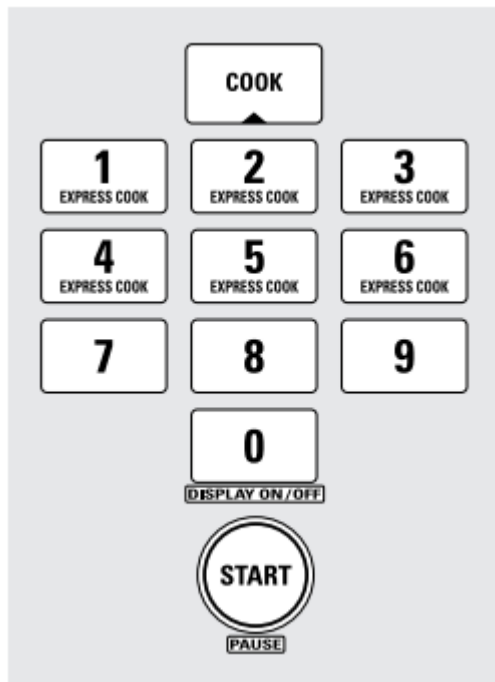 COOK
1 2 3
EXPRESS COOK EXPRESS COOK EXPRESS COOK
4 5 6
EXPRESS COOK EXPRESS COOK EXPRESS COOK
7 8 9
0
DISPLAY ON/OFF
START
PAUSE